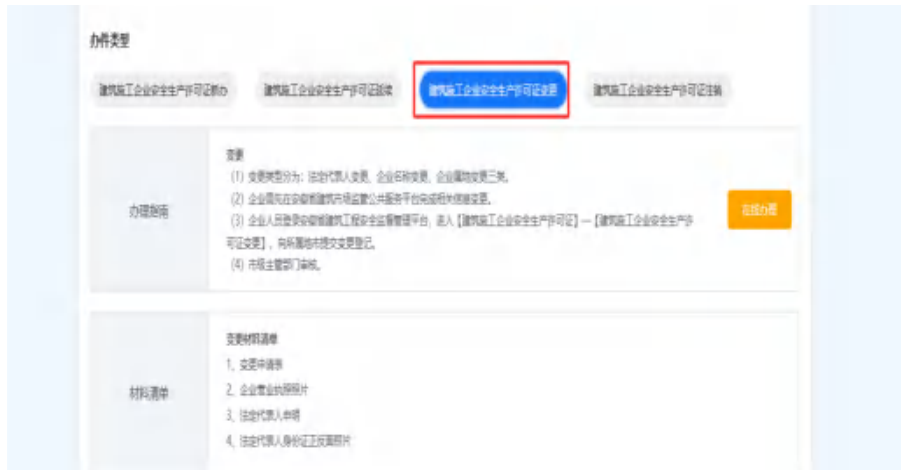 办件类型
建筑施工企业安全生产许可证新办 建筑施工企业安全生产许可证延续 建筑施工企业安全生产许可证变更 建筑施工企业安全生产许可证注销
变更
(1) 变更类型分为：法定代表人变更、企业名称变更、企业属地变更三类。
(2) 企业需先在安徽省建筑市场监管公共服务平台完成相关信息变更。
办理指南
在线办理
(3) 企业人员登录安徽省建筑工程安全监督管理平台，进入【建筑施工企业安全生产许可证】—【建筑施工企业安全生产许
可证变更】，向所属地市提交变更登记。
(4) 市级主管部门审核。
变更材料清单
1、变更申请表
2、企业营业执照照片
材料清单
3、法定代表人申明
4、法定代表人身份证正反面照片